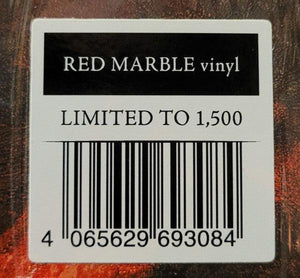 RED MARBLE vinyl
LIMITED TO 1,500
4 065629 693084